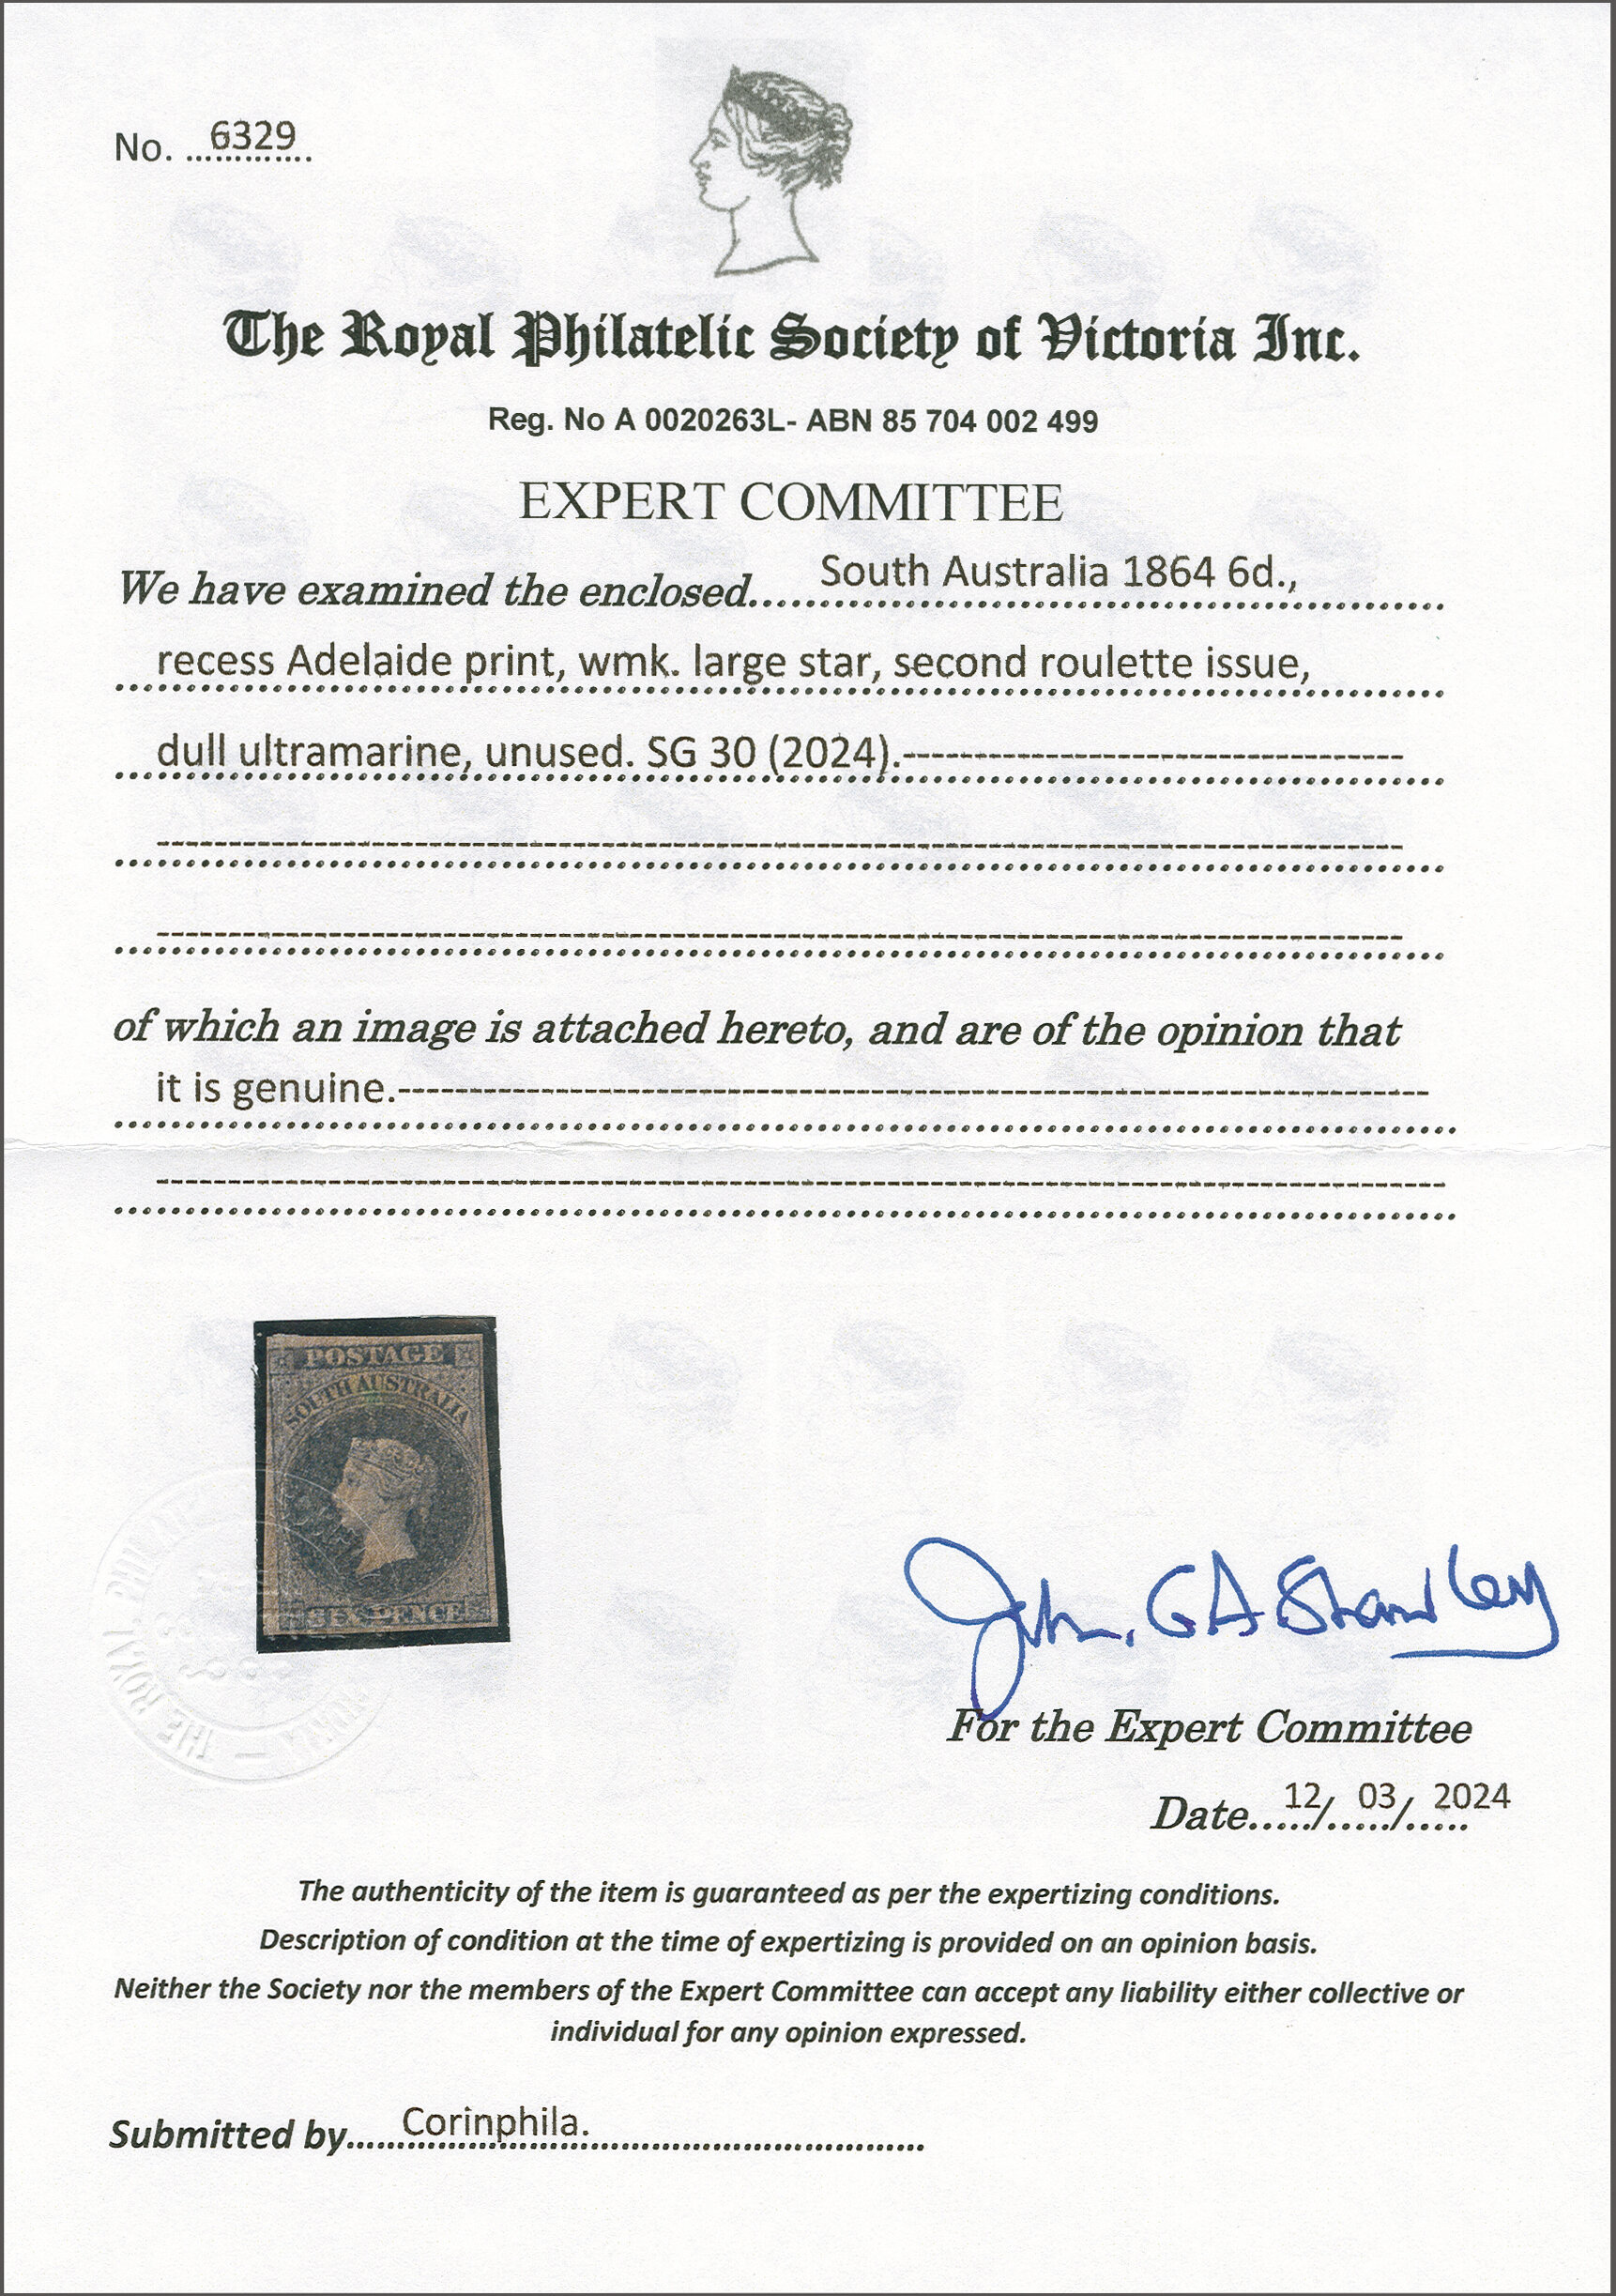 No. ............. 6329
The Royal Philatelic Society of Victoria Inc.
Reg. No A 0020263L- ABN 85 704 002 499
EXPERT COMMITTEE
We have examined the enclosed..... South Australia 1864 6d.,
recess Adelaide print, wmk. large star, second roulette issue,
dull ultramarine, unused. SG 30 (2024).
of which an image is attached hereto, and are of the opinion that
it is genuine.
POSTAGE
SOUTH AUSTRALIA
SIX PENCE
THE ROYAL PHILA
John. G A
For the Expert Committee
Date 12/ 03/ 2024
The authenticity of the item is guaranteed as per the expertizing conditions.
Description of condition at the time of expertizing is provided on an opinion basis.
Neither the Society nor the members of the Expert Committee can accept any liability either collective or
individual for any opinion expressed.
Submitted by..... Corinphila.